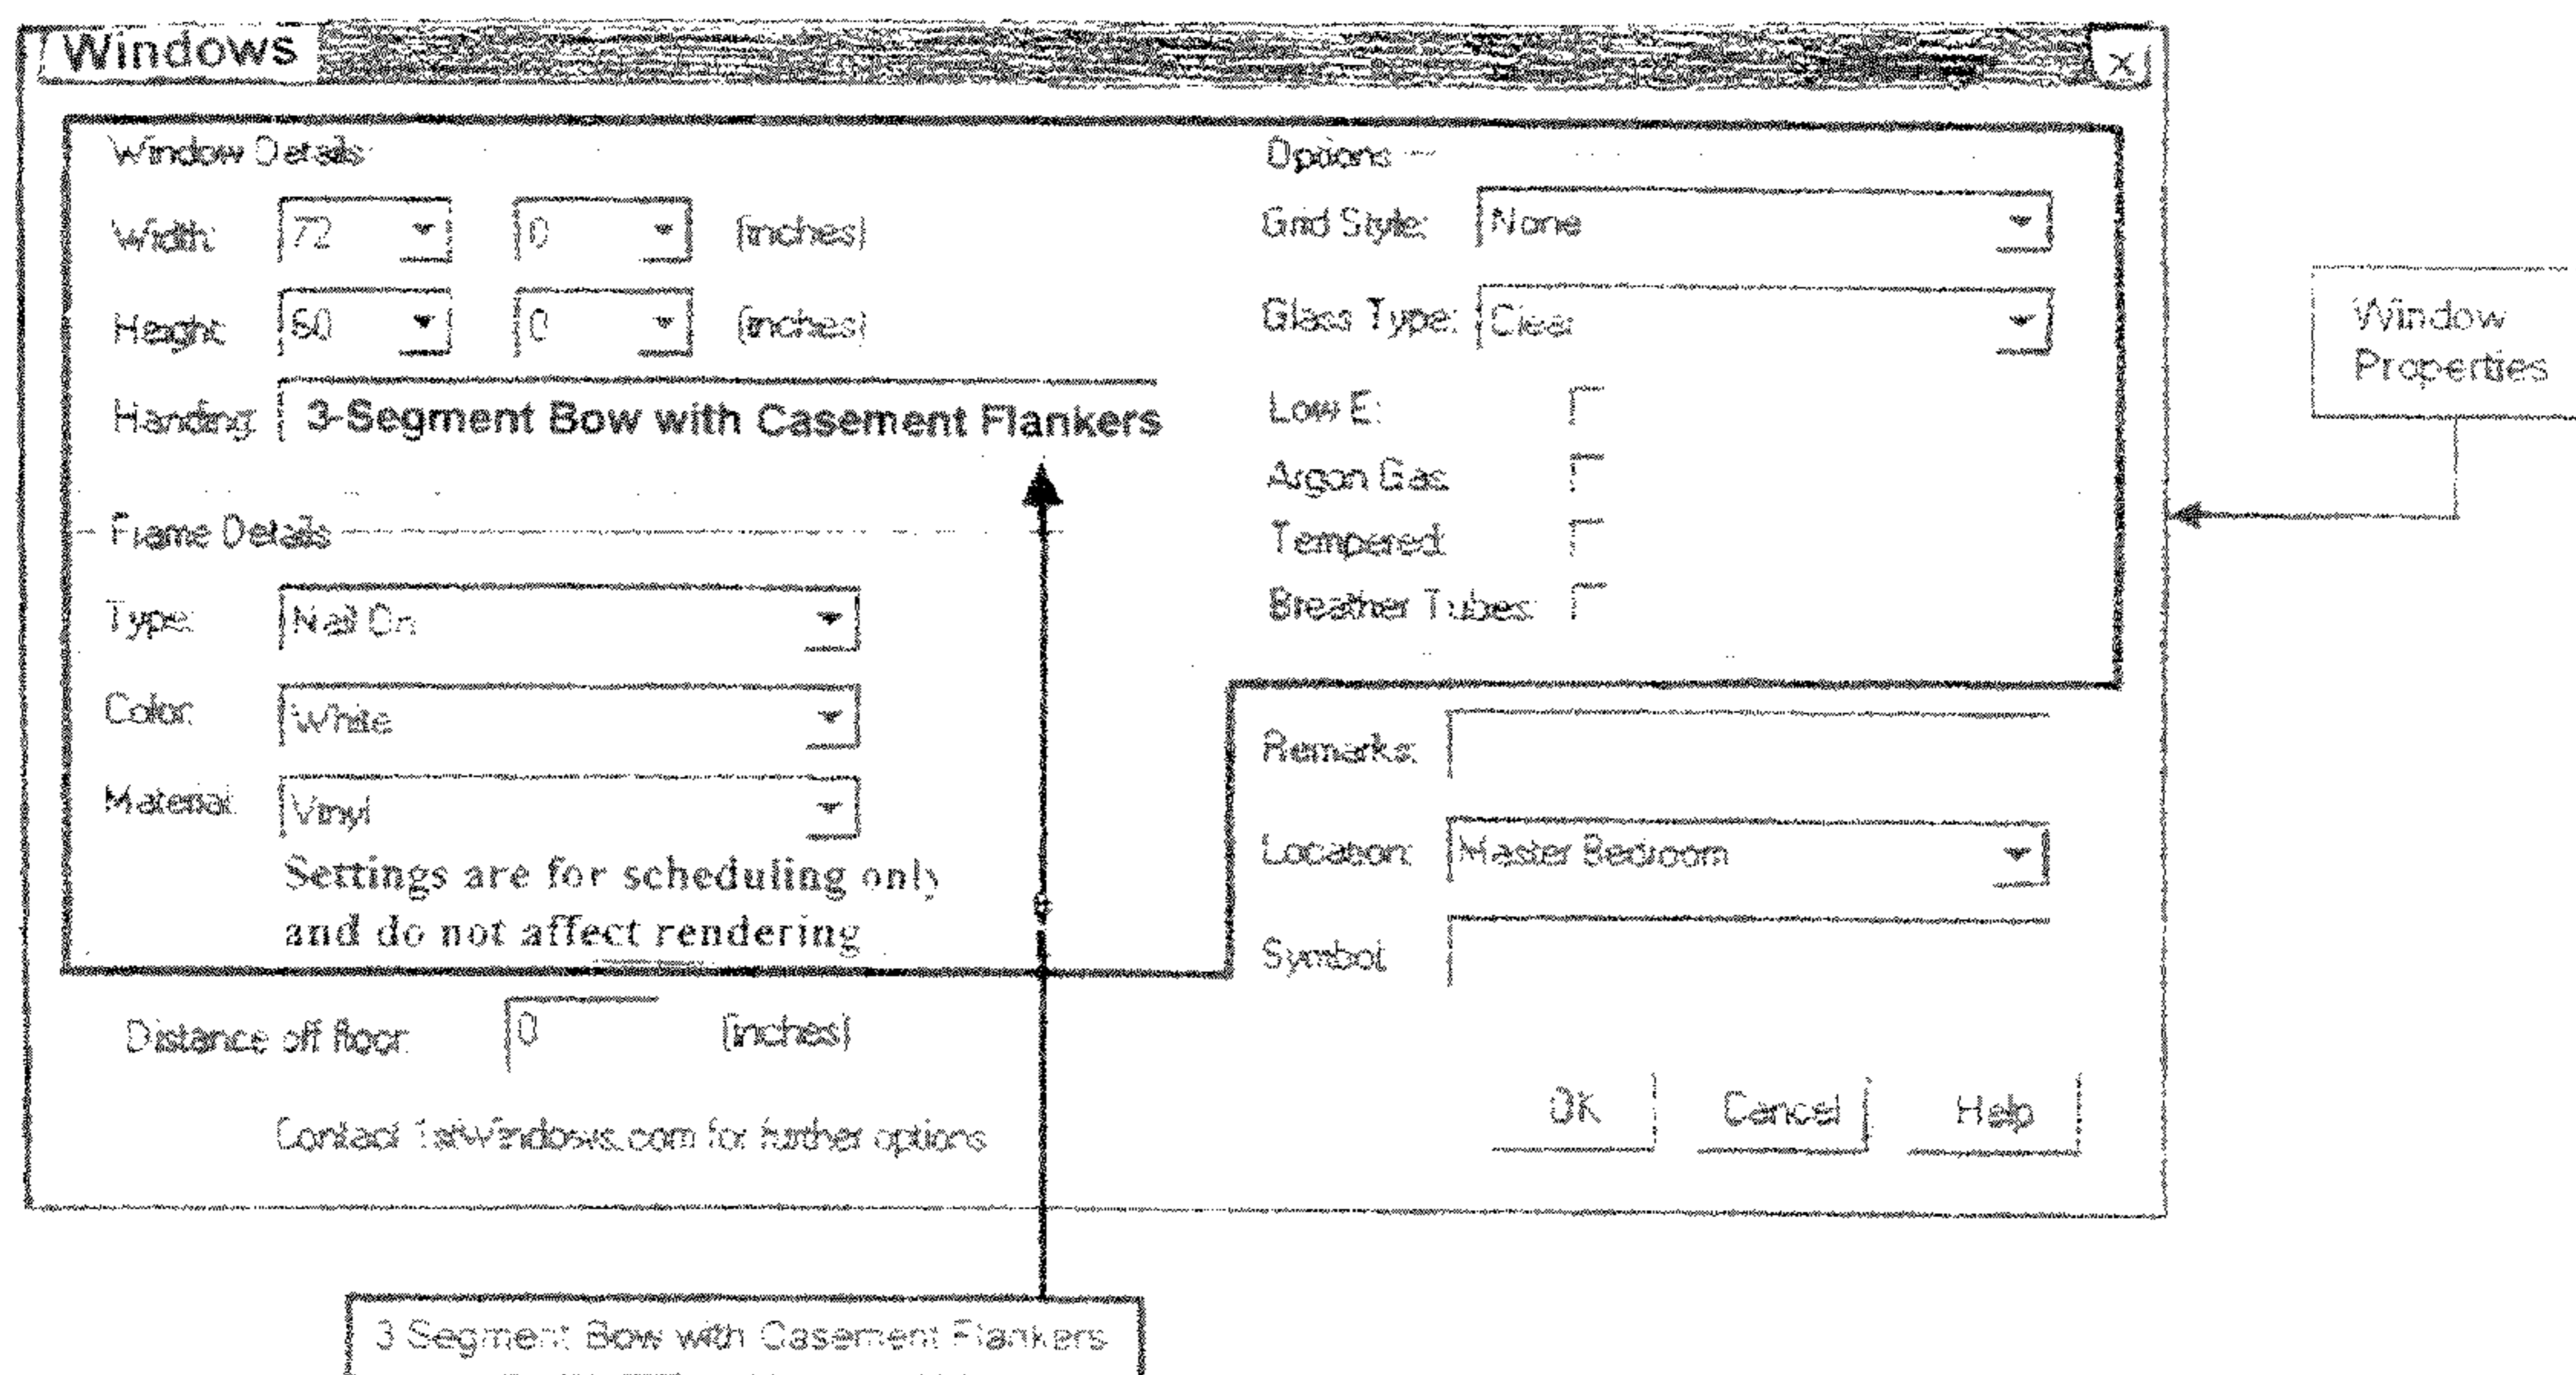 Windows
Window Details
Width: 72 0 (inches)
Height: 60 0 (inches)
Handing: 3-Segment Bow with Casement Flankers
Frame Details
Type: Nail On
Color: White
Material: Vinyl
Settings are for scheduling only
and do not affect rendering
Distance off floor: 0 (inches)
Contact 1stWindows.com for further options
Options
Grid Style: None
Glass Type: Clear
Low E:
Argon Gas
Tempered:
Breather Tubes:
Remarks:
Location: Master Bedroom
Symbol:
OK Cancel Help
Window
Properties
3 Segment Bow with Casement Flankers